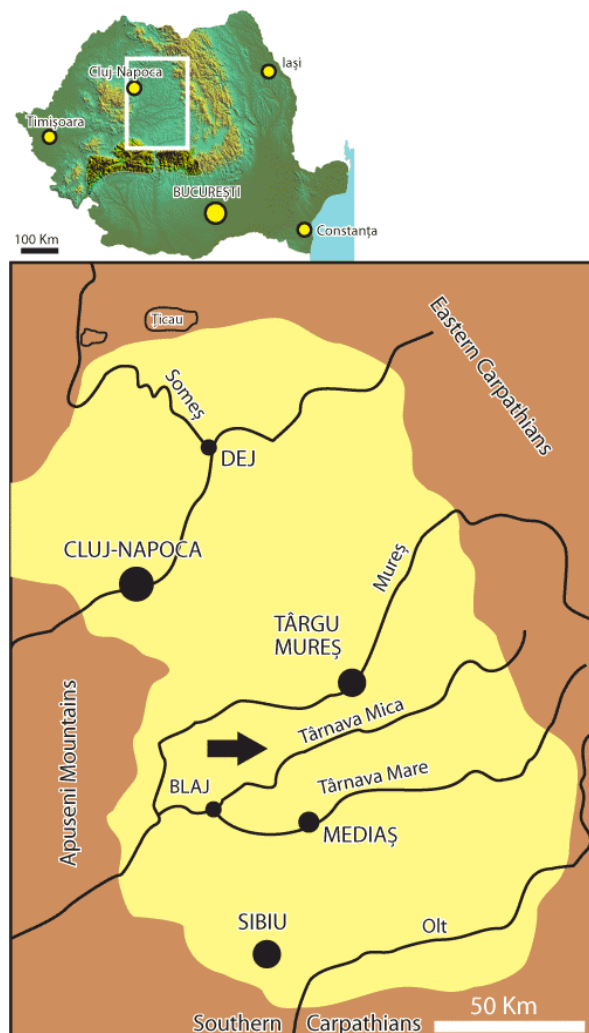 Iași
Cluj-Napoca
Timișoara
BUCUREȘTI
Constanța
100 Km
Țicau
Eastern Carpathians
Someș
DEJ
CLUJ-NAPOCA
Mureș
TÂRGU
MUREȘ
Târnava Mica
Apuseni Mountains
Târnava Mare
BLAJ
MEDIAȘ
SIBIU
Olt
50 Km
Southern Carpathians